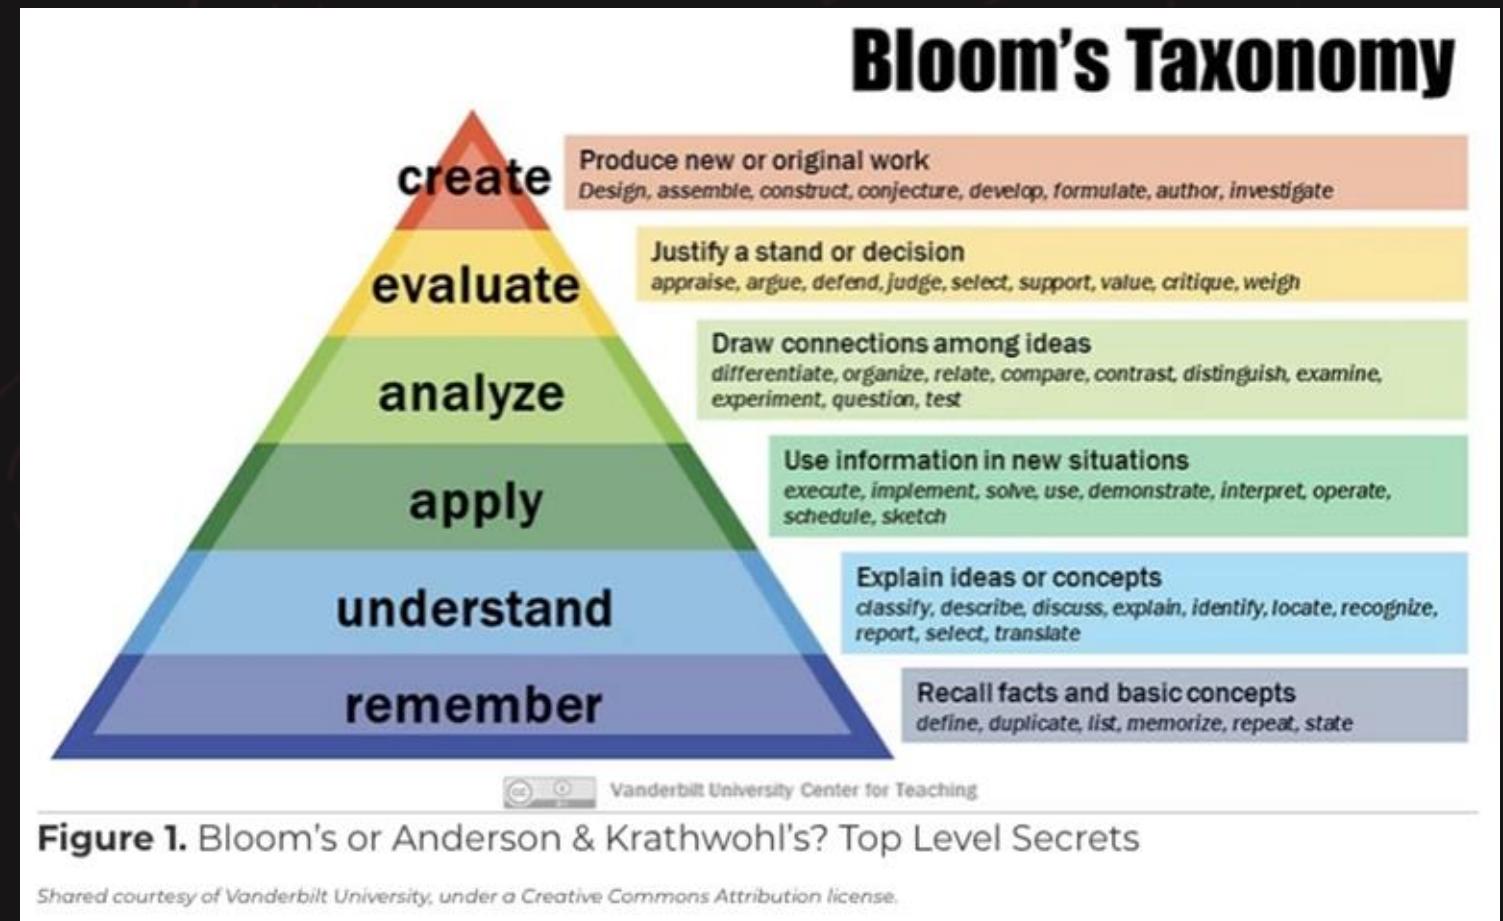 Bloom's Taxonomy
create
Produce new or original work
Design, assemble, construct, conjecture, develop, formulate, author, investigate
evaluate
Justify a stand or decision
appraise, argue, defend, judge, select, support, value, critique, weigh
analyze
Draw connections among ideas
differentiate, organize, relate, compare, contrast, distinguish, examine,
experiment, question, test
apply
Use information in new situations
execute, implement, solve, use, demonstrate, interpret, operate,
schedule, sketch
understand
Explain ideas or concepts
classify, describe, discuss, explain, identify, locate, recognize,
report, select, translate
remember
Recall facts and basic concepts
define, duplicate, list, memorize, repeat, state
cc
Vanderbilt University Center for Teaching
Figure 1. Bloom's or Anderson & Krathwohl's? Top Level Secrets
Shared courtesy of Vanderbilt University, under a Creative Commons Attribution license.